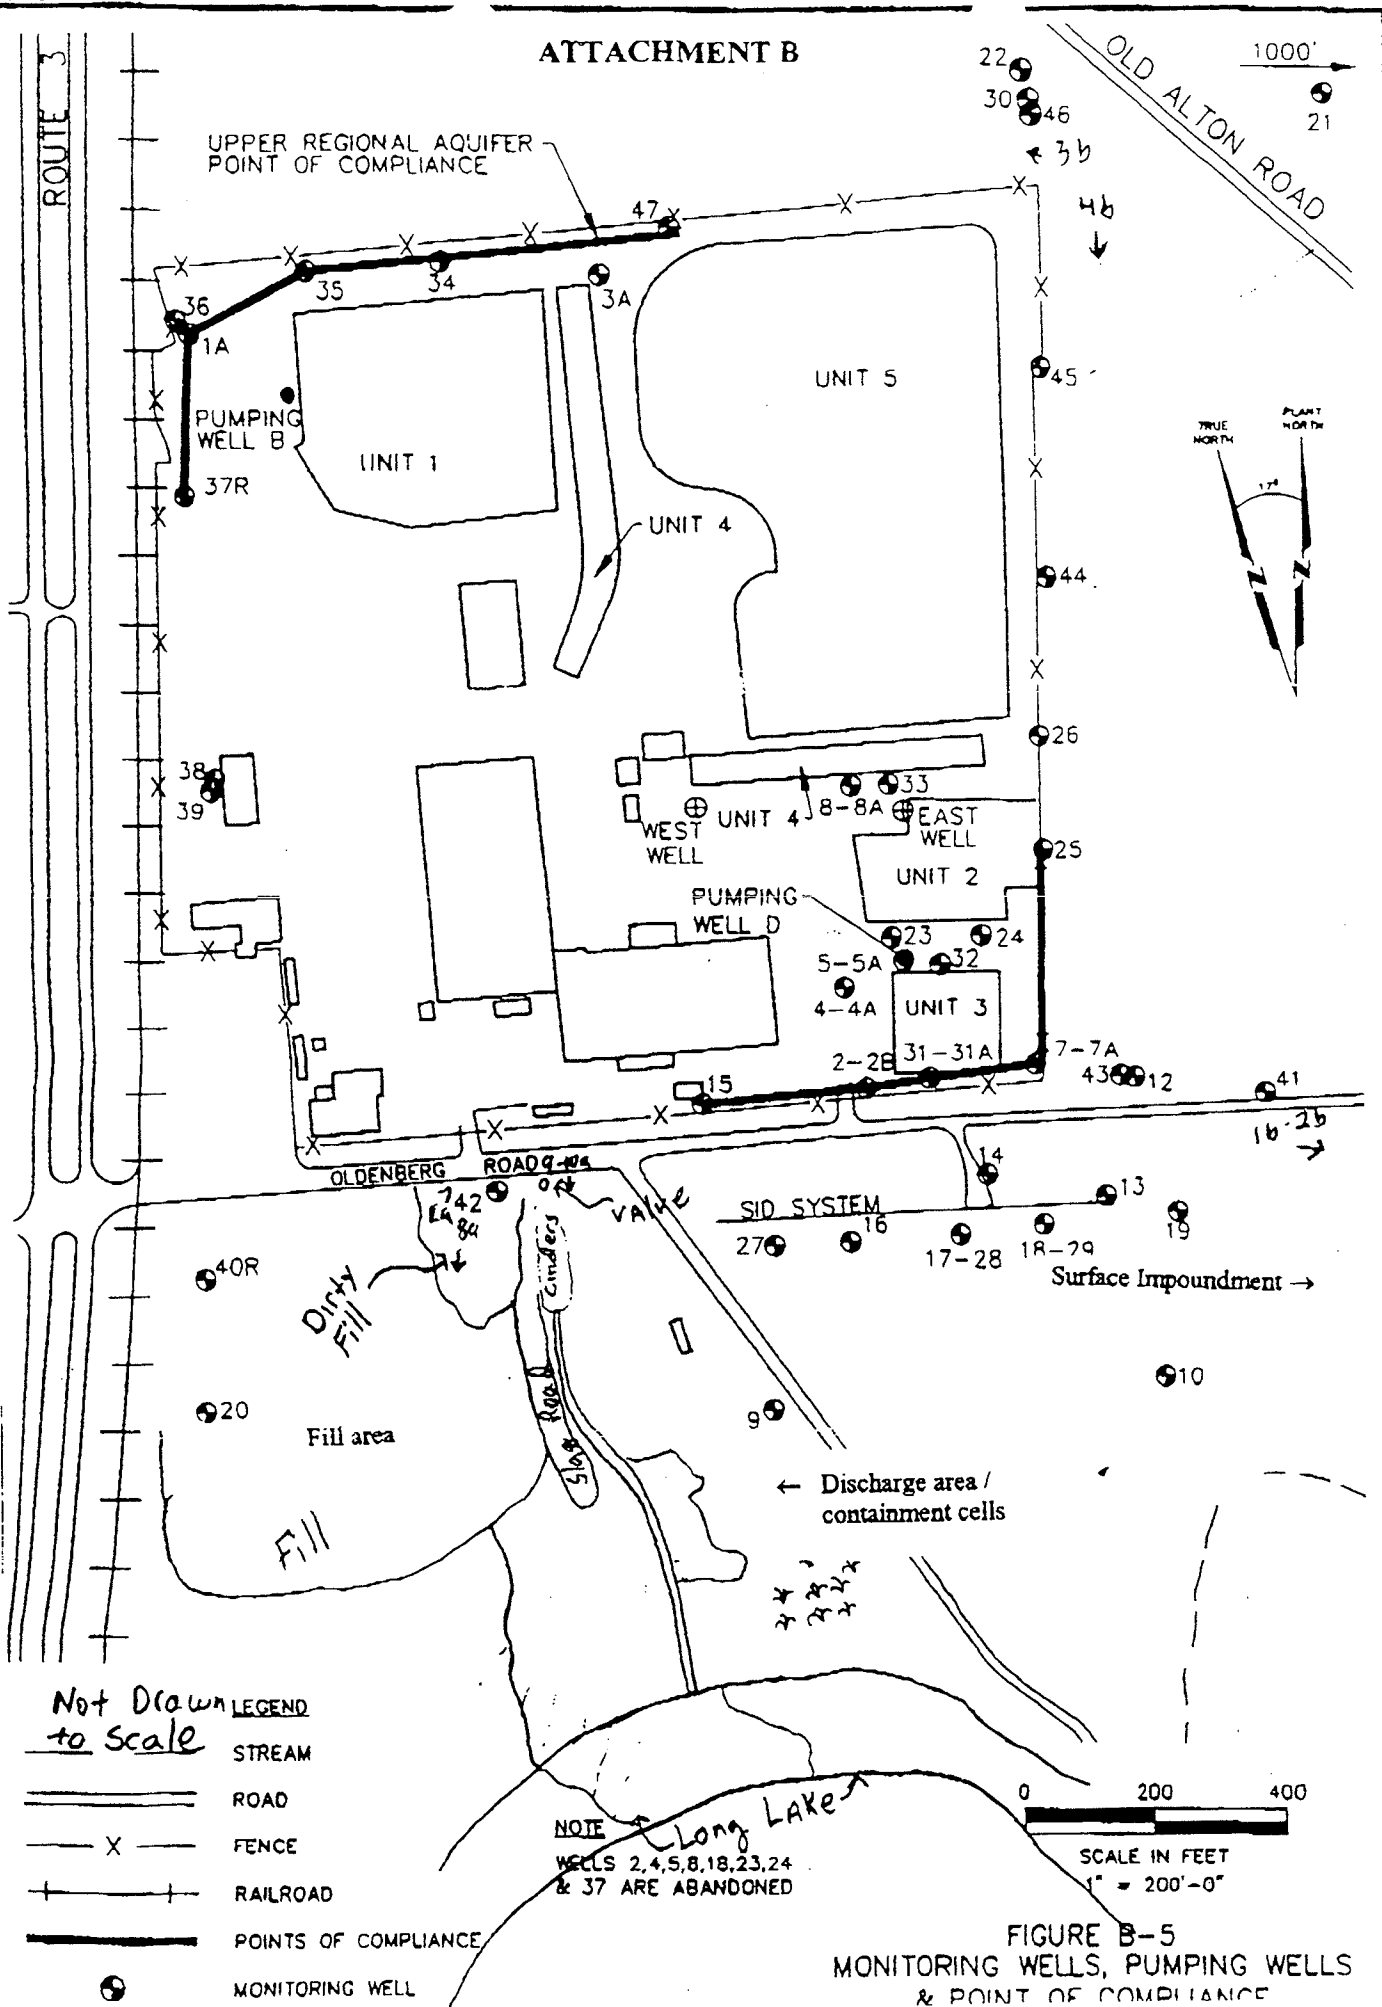 ATTACHMENT B
ROUTE 3
OLD ALTON ROAD
1000'
21
22
30
46
← 3b
4b
UPPER REGIONAL AQUIFER
POINT OF COMPLIANCE
47
36
35
34
3A
1A
PUMPING
WELL B
37R
UNIT 1
UNIT 4
UNIT 5
45
44
TRUE
NORTH
PLANT
NORTH
17°
N
N
26
38
39
33
8-8A
UNIT 4
WEST
WELL
EAST
WELL
25
UNIT 2
PUMPING
WELL D
23
24
5-5A
32
4-4A
UNIT 3
2-2B
31-31A
7-7A
15
43
12
41
1b-2b
14
OLDENBERG ROAD
42
8a
VALVE
SID SYSTEM
13
19
16
27
17-28
18-29
Surface Impoundment →
40R
Dirty
Fill
Cinders
Slag Road
20
Fill area
Fill
9
10
← Discharge area /
containment cells
Not Drawn
to Scale
LEGEND
STREAM
ROAD
FENCE
RAILROAD
POINTS OF COMPLIANCE
MONITORING WELL
Long LAKe
NOTE
WELLS 2,4,5,8,18,23,24
& 37 ARE ABANDONED
0 200 400
SCALE IN FEET
1" = 200'-0"
FIGURE B-5
MONITORING WELLS, PUMPING WELLS
& POINT OF COMPLIANCE